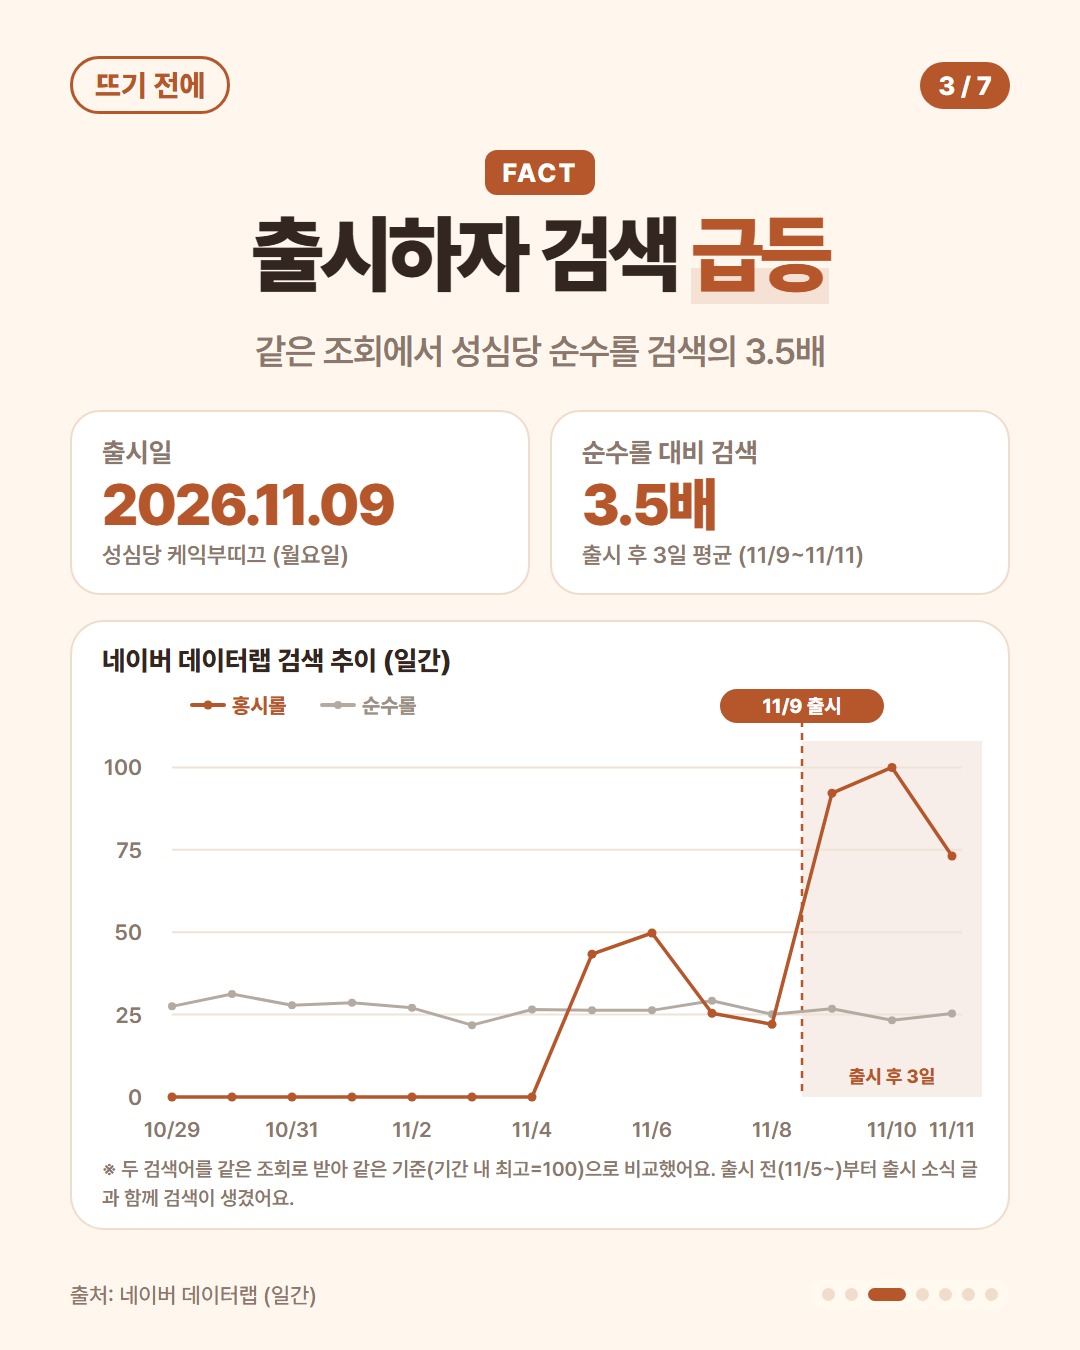 뜨기 전에
3 / 7
FACT
출시하자 검색 급등
같은 조회에서 성심당 순수롤 검색의 3.5배
출시일
2026.11.09
성심당 케익부띠끄 (월요일)
순수롤 대비 검색
3.5배
출시 후 3일 평균 (11/9~11/11)
네이버 데이터랩 검색 추이 (일간)
홍시롤 순수롤
11/9 출시
100
75
50
25
0
출시 후 3일
10/29 10/31 11/2 11/4 11/6 11/8 11/10 11/11
※ 두 검색어를 같은 조회로 받아 같은 기준(기간 내 최고=100)으로 비교했어요. 출시 전(11/5~)부터 출시 소식 글
과 함께 검색이 생겼어요.
출처: 네이버 데이터랩 (일간)